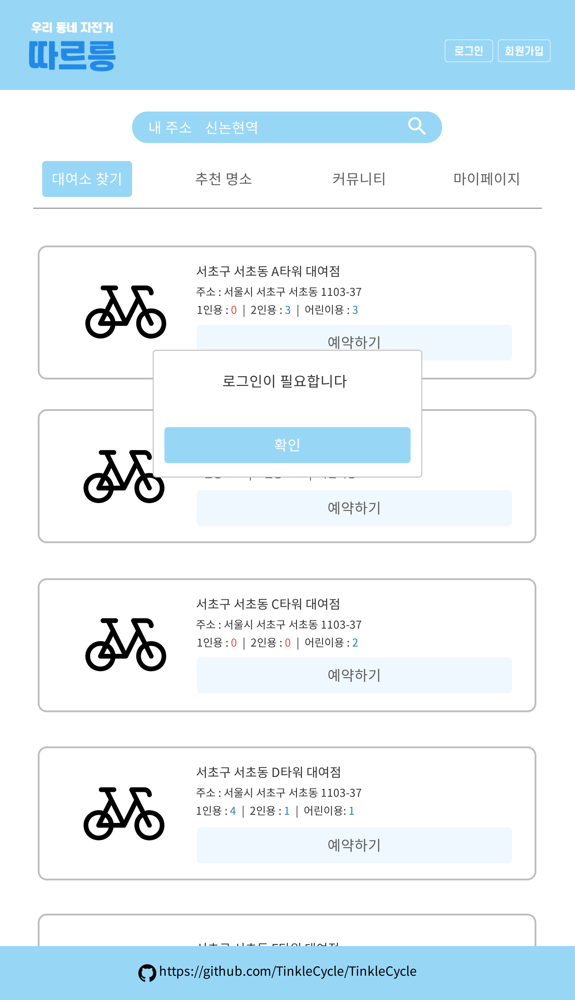 우리 동네 자전거
따르릉
로그인
회원가입
내 주소 신논현역
대여소 찾기
추천 명소
커뮤니티
마이페이지
서초구 서초동 A타워 대여점
주소 : 서울시 서초구 서초동 1103-37
1인용 : 0 | 2인용 : 3 | 어린이용 : 3
예약하기
로그인이 필요합니다
확인
예약하기
서초구 서초동 C타워 대여점
주소 : 서울시 서초구 서초동 1103-37
1인용 : 0 | 2인용 : 0 | 어린이용 : 2
예약하기
서초구 서초동 D타워 대여점
주소 : 서울시 서초구 서초동 1103-37
1인용 : 4 | 2인용 : 1 | 어린이용: 1
예약하기
https://github.com/TinkleCycle/TinkleCycle